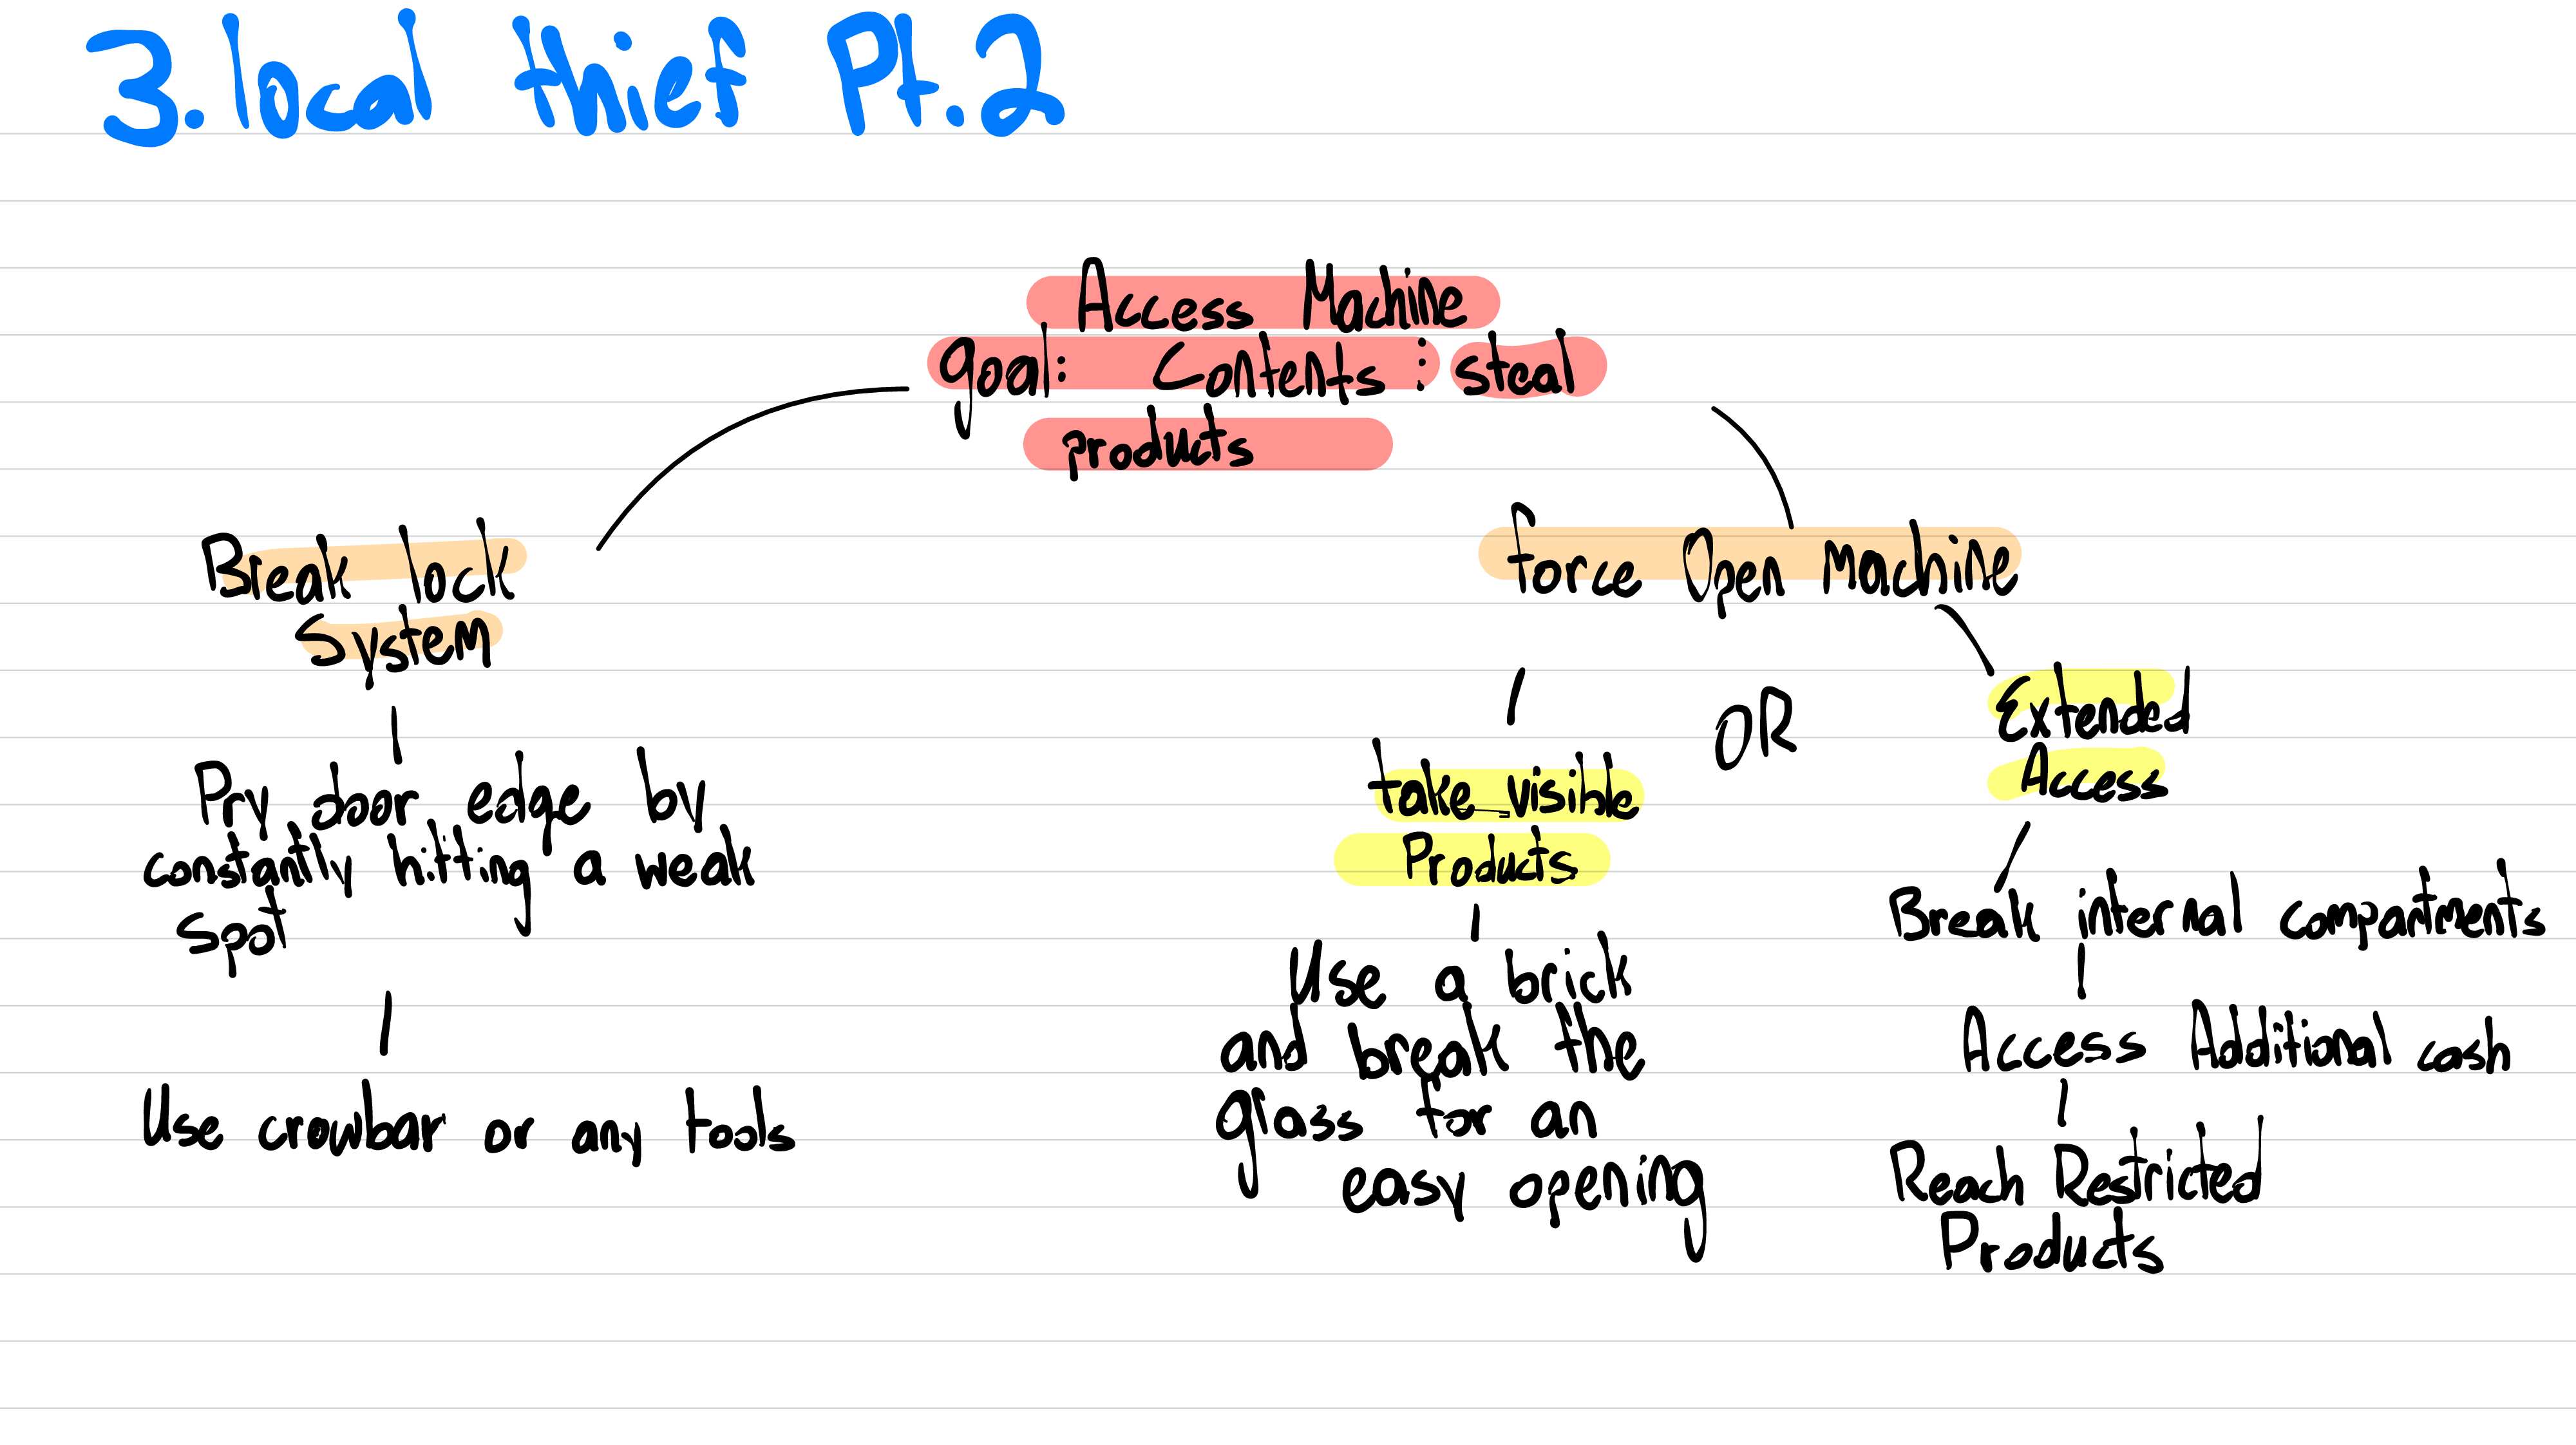 3. local thief Pt.2
Access Machine
goal: Contents : steal
products
Break lock
System
Pry door edge by
constantly hitting a weak
spot
Use crowbar or any tools
force Open Machine
OR
take visible
Products
Use a brick
and break the
glass for an
easy opening
Extended
Access
Break internal compartments
Access Additional cash
Reach Restricted
Products